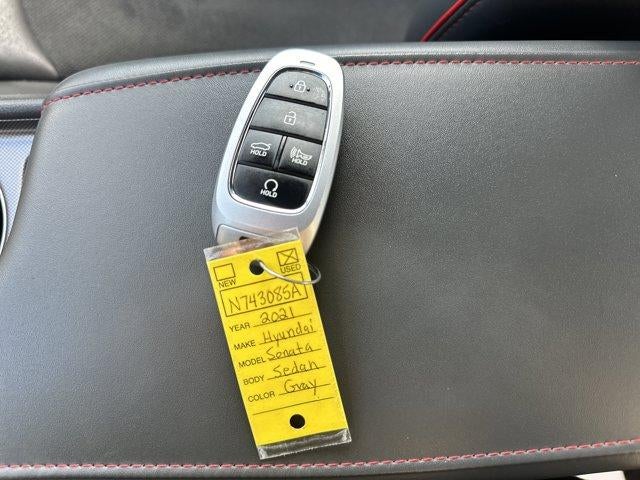 HOLD HOLD
HOLD
NEW USED
N743085A
YEAR 2021
MAKE Hyundai
MODEL Sonata
BODY Sedan
COLOR Gray